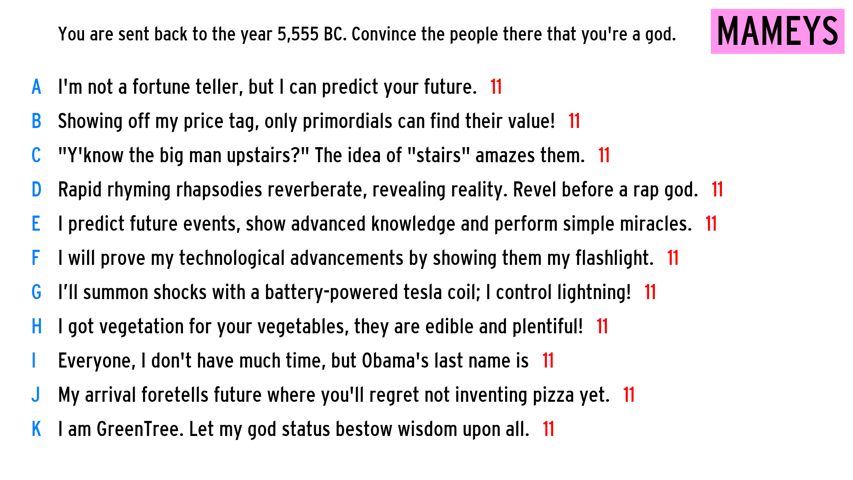 You are sent back to the year 5,555 BC. Convince the people there that you're a god.
MAMEYS
A I'm not a fortune teller, but I can predict your future. 11
B Showing off my price tag, only primordials can find their value! 11
C "Y'know the big man upstairs?" The idea of "stairs" amazes them. 11
D Rapid rhyming rhapsodies reverberate, revealing reality. Revel before a rap god. 11
E I predict future events, show advanced knowledge and perform simple miracles. 11
F I will prove my technological advancements by showing them my flashlight. 11
G I’ll summon shocks with a battery-powered tesla coil; I control lightning! 11
H I got vegetation for your vegetables, they are edible and plentiful! 11
I Everyone, I don't have much time, but Obama's last name is 11
J My arrival foretells future where you'll regret not inventing pizza yet. 11
K I am GreenTree. Let my god status bestow wisdom upon all. 11